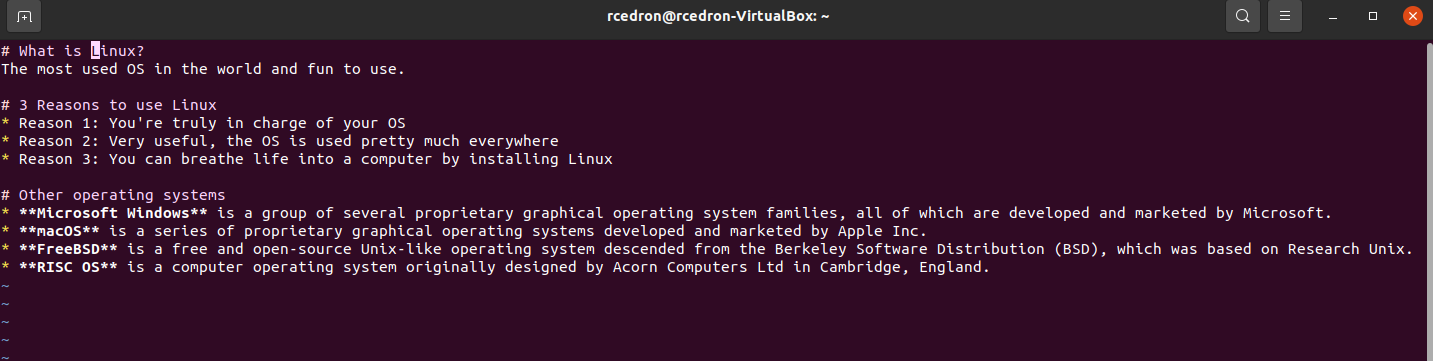 rcedron@rcedron-VirtualBox: ~
# What is Linux?
The most used OS in the world and fun to use.
# 3 Reasons to use Linux
* Reason 1: You're truly in charge of your OS
* Reason 2: Very useful, the OS is used pretty much everywhere
* Reason 3: You can breathe life into a computer by installing Linux
# Other operating systems
* **Microsoft Windows** is a group of several proprietary graphical operating system families, all of which are developed and marketed by Microsoft.
* **macOS** is a series of proprietary graphical operating systems developed and marketed by Apple Inc.
* **FreeBSD** is a free and open-source Unix-like operating system descended from the Berkeley Software Distribution (BSD), which was based on Research Unix.
* **RISC OS** is a computer operating system originally designed by Acorn Computers Ltd in Cambridge, England.
~
~
~
~
~